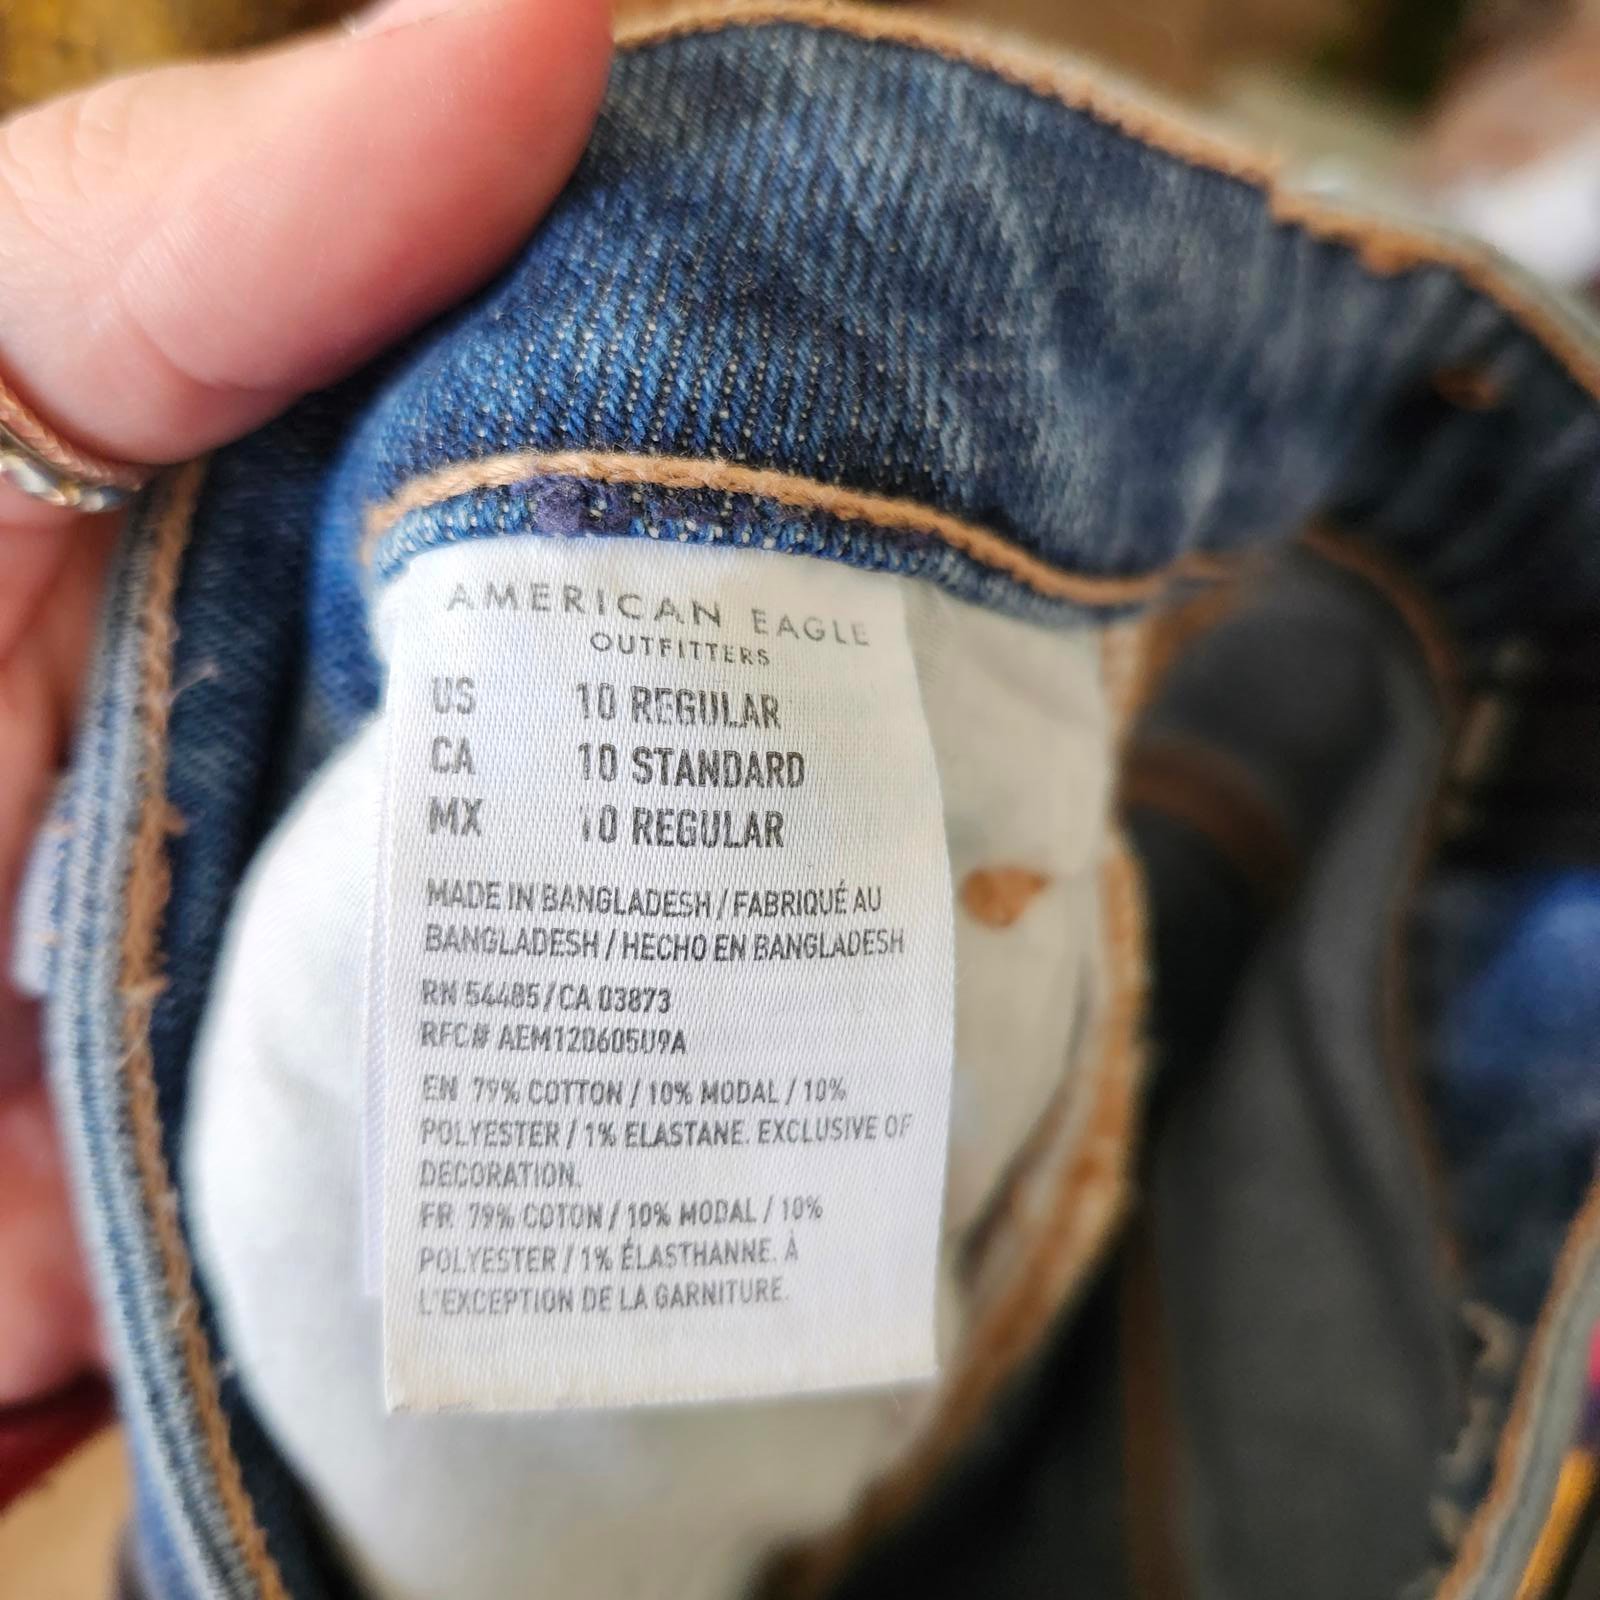 AMERICAN EAGLE
OUTFITTERS
US 10 REGULAR
CA 10 STANDARD
MX 10 REGULAR
MADE IN BANGLADESH / FABRIQUÉ AU
BANGLADESH / HECHO EN BANGLADESH
RN 54485 / CA 03873
RFC# AEM120605U9A
EN 79% COTTON / 10% MODAL / 10%
POLYESTER / 1% ELASTANE. EXCLUSIVE OF
DECORATION.
FR 79% COTON / 10% MODAL / 10%
POLYESTER / 1% ÉLASTHANNE. À
L'EXCEPTION DE LA GARNITURE.